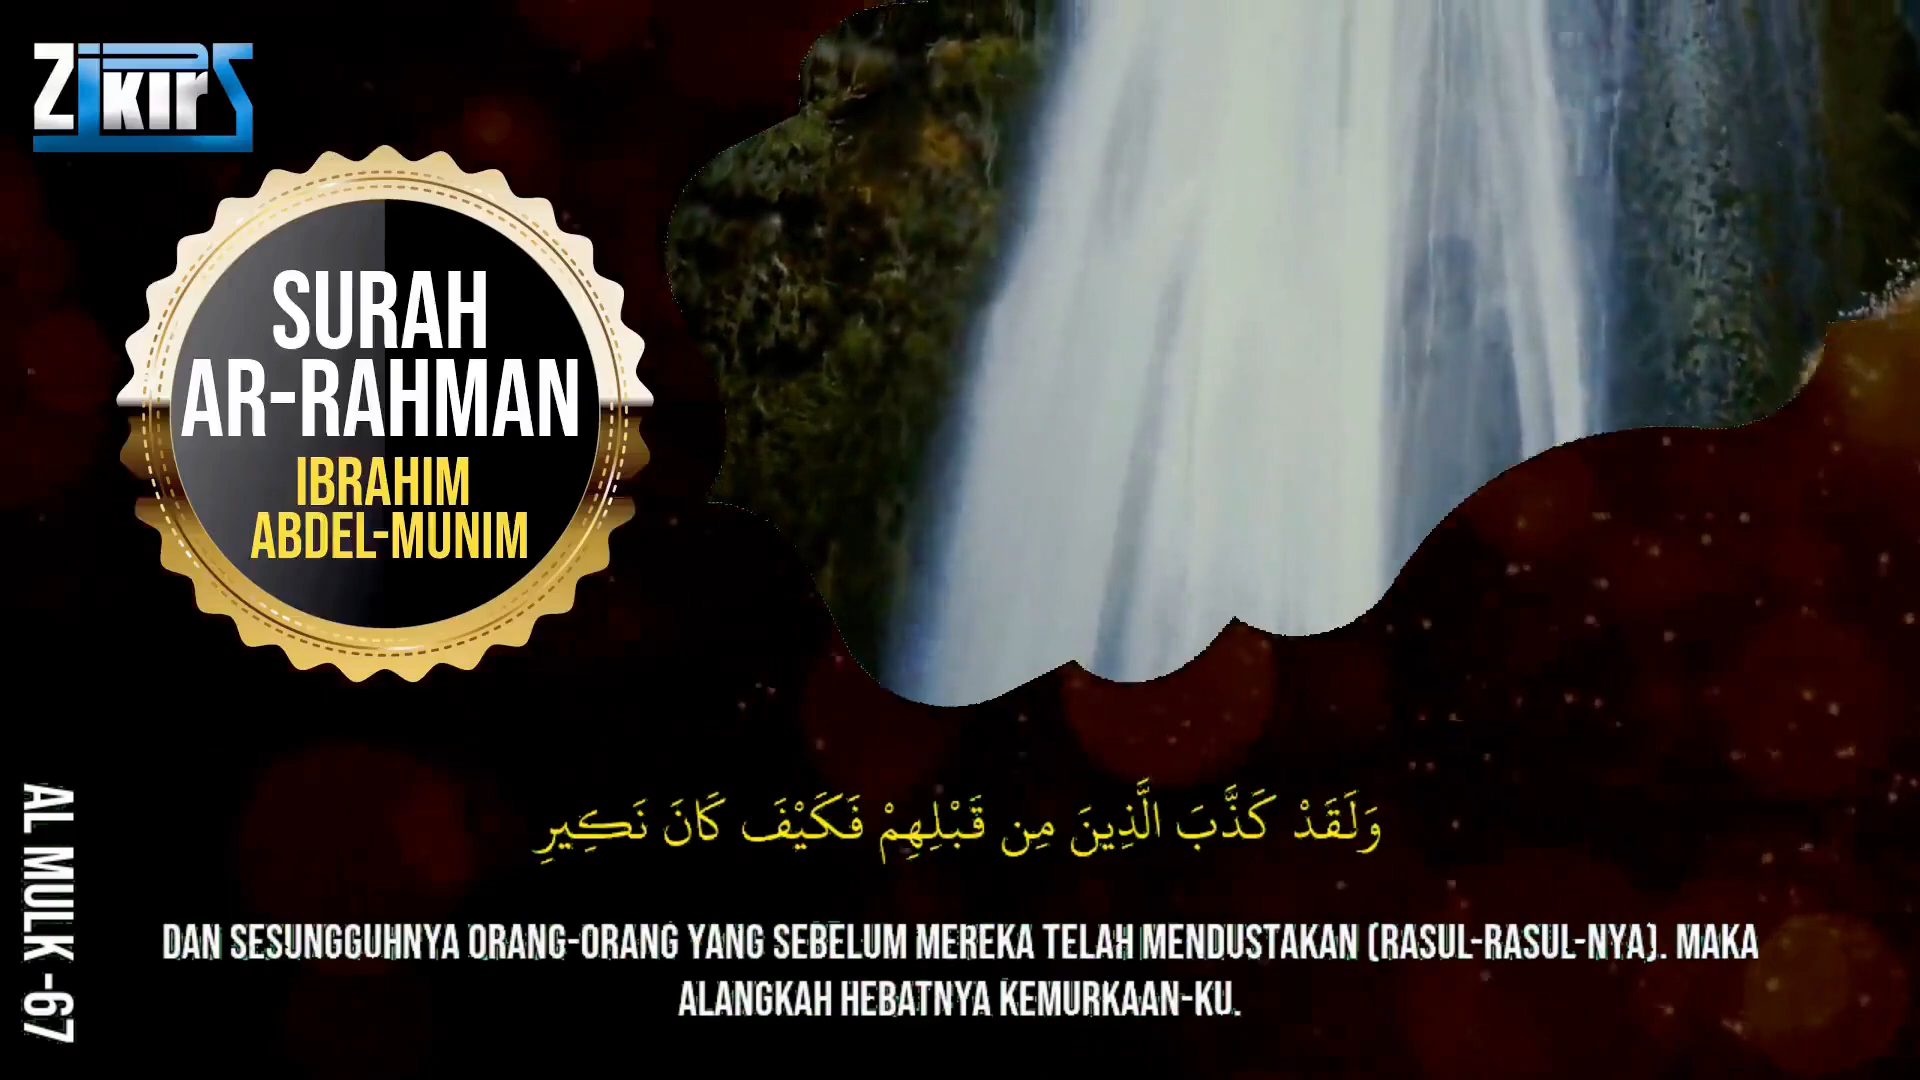 ZikirS
SURAH
AR-RAHMAN
IBRAHIM
ABDEL-MUNIM
AL MULK -67
وَلَقَدْ كَذَّبَ الَّذِينَ مِن قَبْلِهِمْ فَكَيْفَ كَانَ نَكِيرِ
DAN SESUNGGUHNYA ORANG-ORANG YANG SEBELUM MEREKA TELAH MENDUSTAKAN (RASUL-RASUL-NYA). MAKA
ALANGKAH HEBATNYA KEMURKAAN-KU.